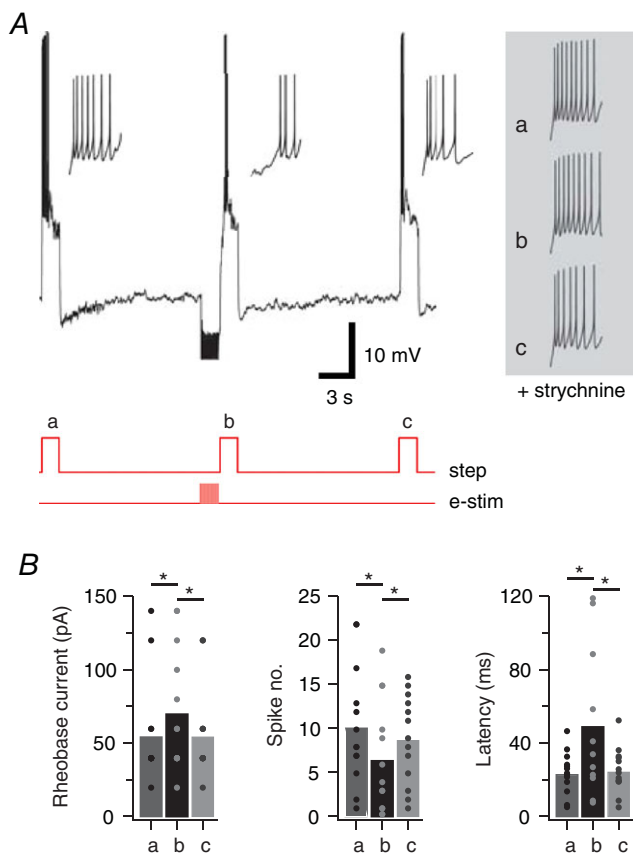 A
a
b
c
+ strychnine
10 mV
3 s
a b c
step
e-stim
B
* *
Rheobase current (pA)
150
100
50
0
a b c
* *
Spike no.
25
20
15
10
5
0
a b c
* *
Latency (ms)
120
80
40
0
a b c